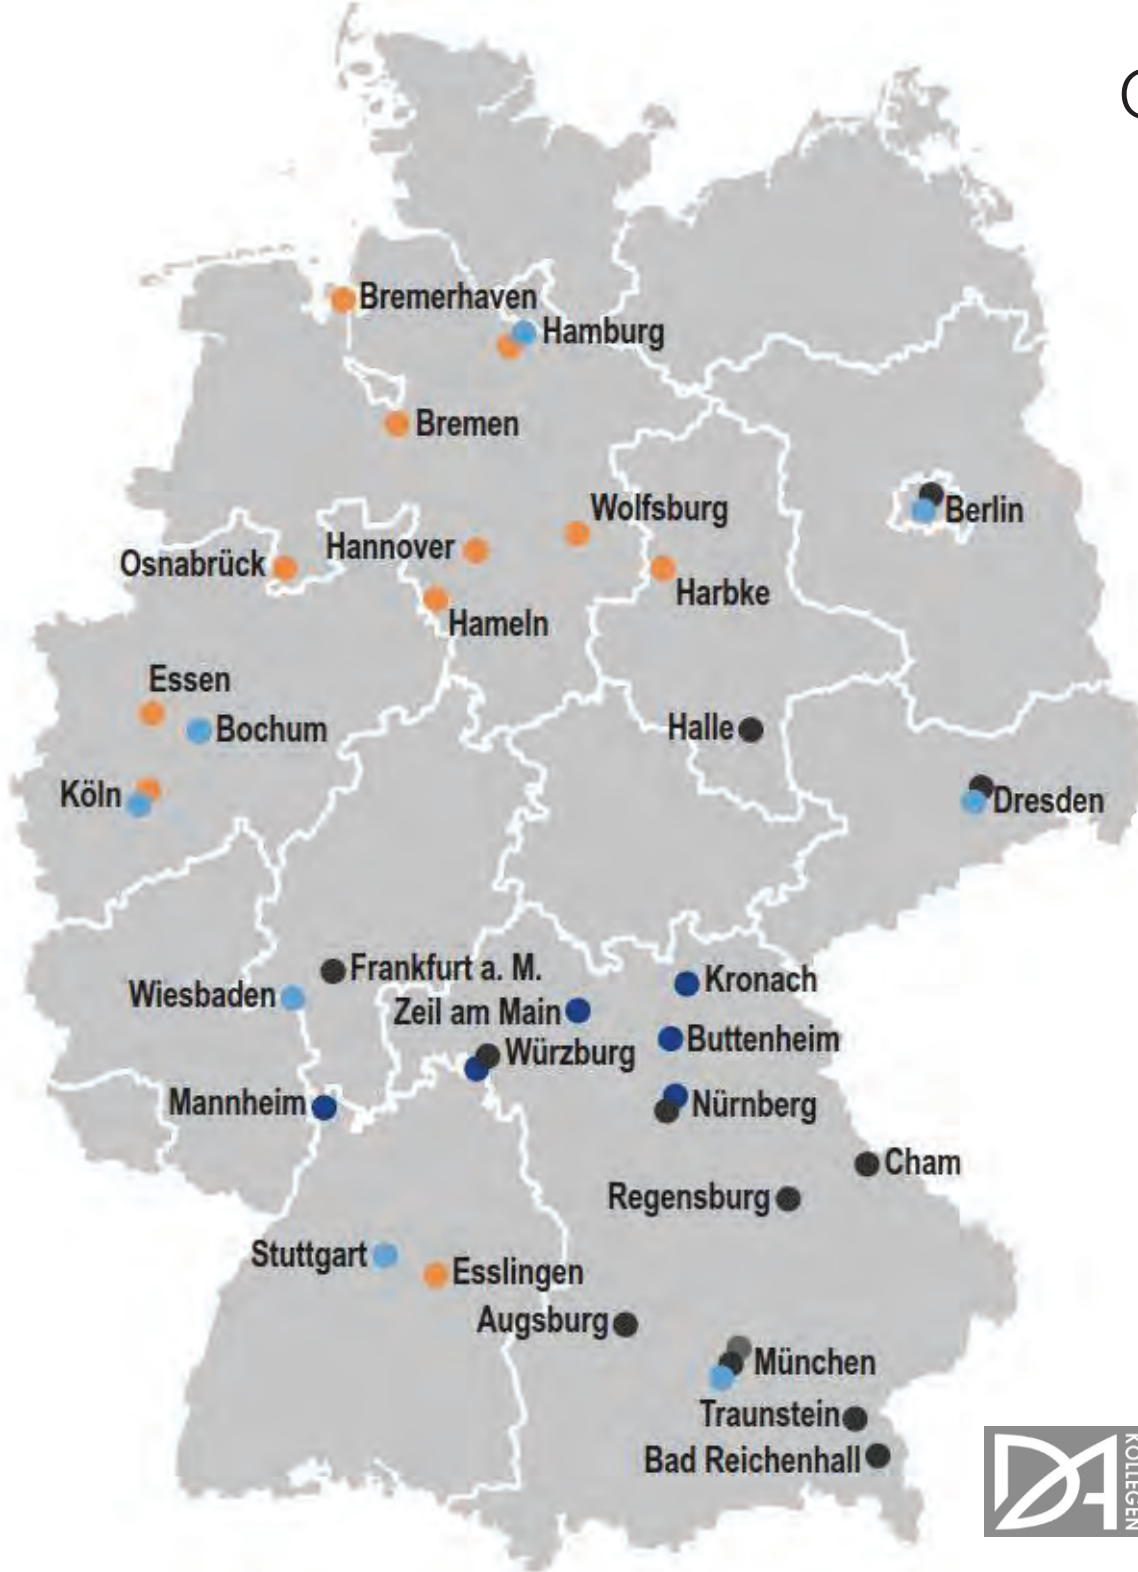 Bremerhaven
Hamburg
Bremen
Wolfsburg
Berlin
Hannover
Osnabrück
Harbke
Hameln
Essen
Bochum
Halle
Köln
Dresden
Frankfurt a. M.
Kronach
Wiesbaden
Zeil am Main
Buttenheim
Würzburg
Mannheim
Nürnberg
Cham
Regensburg
Stuttgart
Esslingen
Augsburg
München
Traunstein
Bad Reichenhall
DA
KOLLEGEN